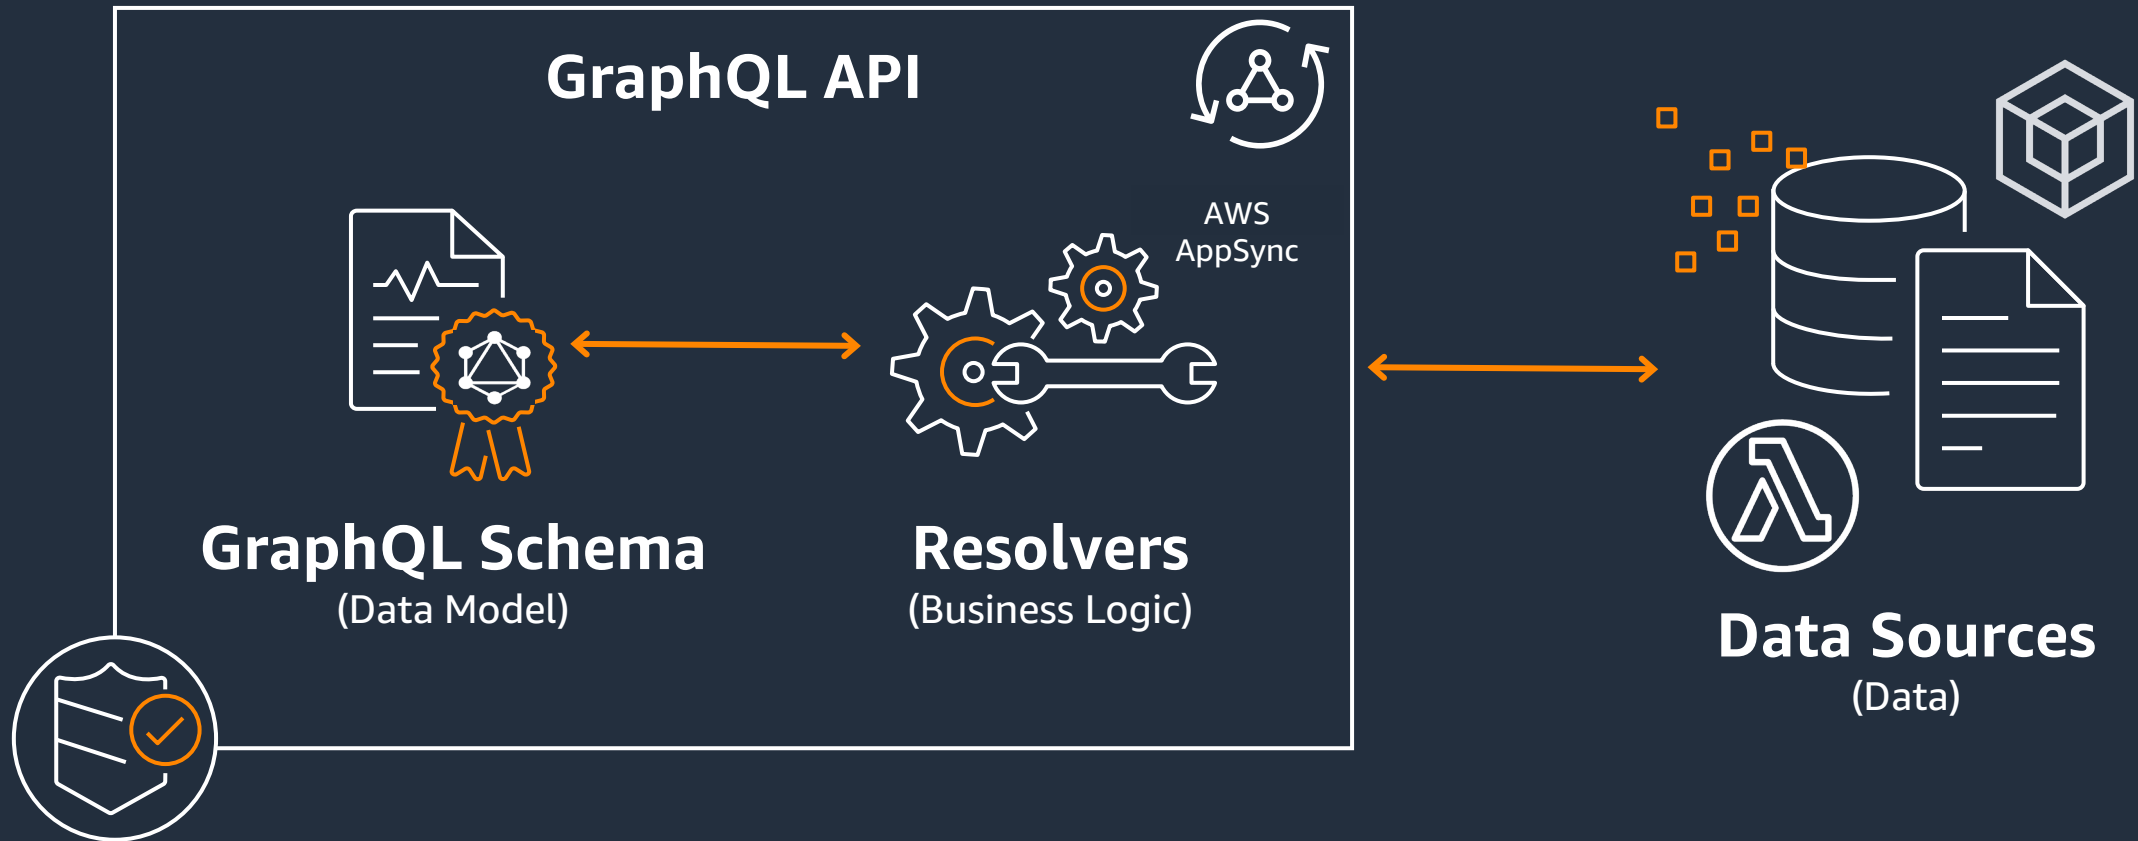 GraphQL API
AWS
AppSync
GraphQL Schema
(Data Model)
Resolvers
(Business Logic)
Data Sources
(Data)